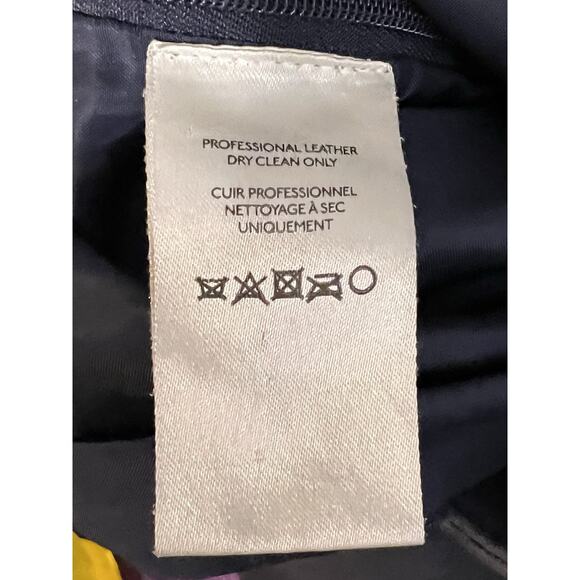 PROFESSIONAL LEATHER
DRY CLEAN ONLY
CUIR PROFESSIONNEL
NETTOYAGE À SEC
UNIQUEMENT